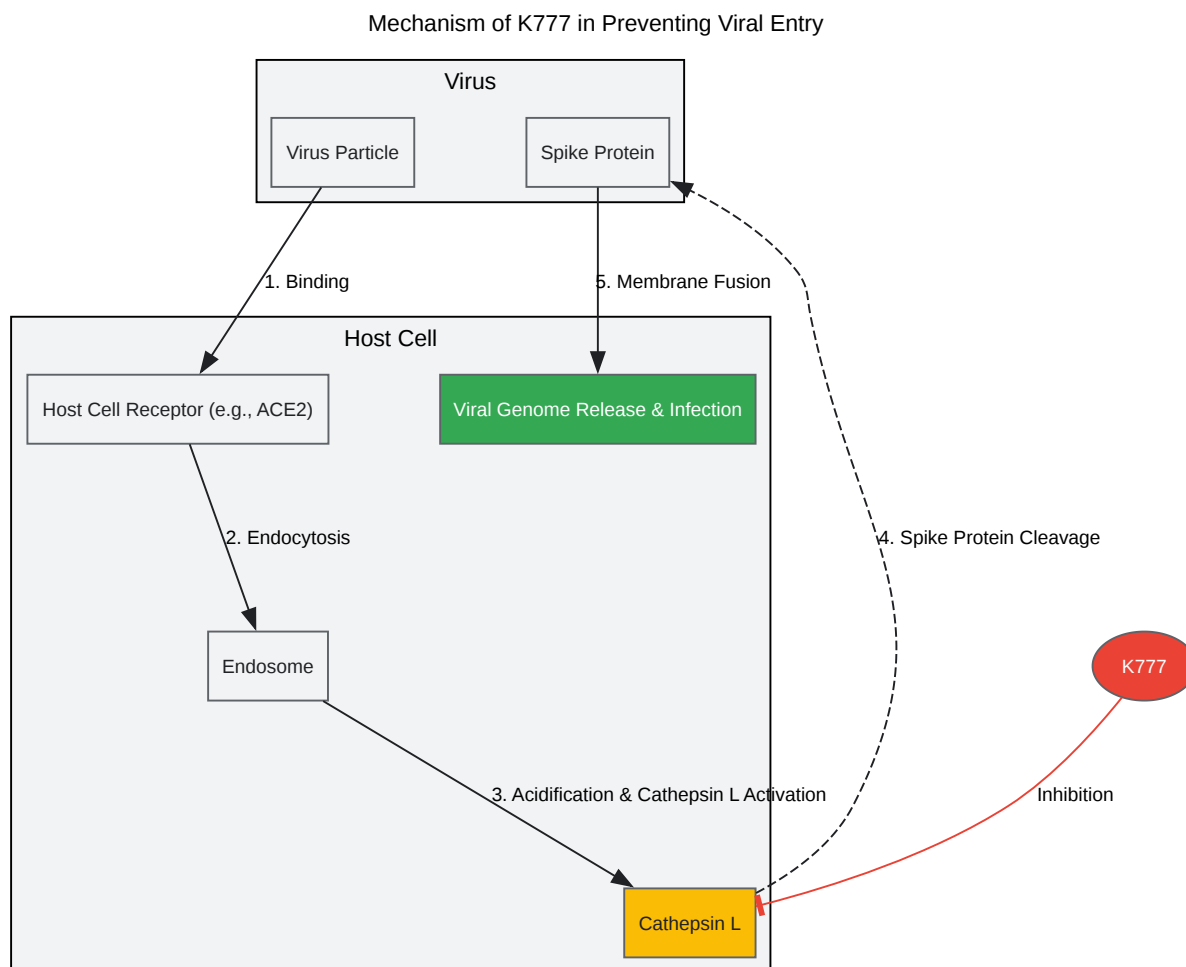 Mechanism of K777 in Preventing Viral Entry
Virus
Virus Particle
Spike Protein
1. Binding
5. Membrane Fusion
Host Cell
Host Cell Receptor (e.g., ACE2)
Viral Genome Release & Infection
2. Endocytosis
4. Spike Protein Cleavage
Endosome
K777
3. Acidification & Cathepsin L Activation
Inhibition
Cathepsin L